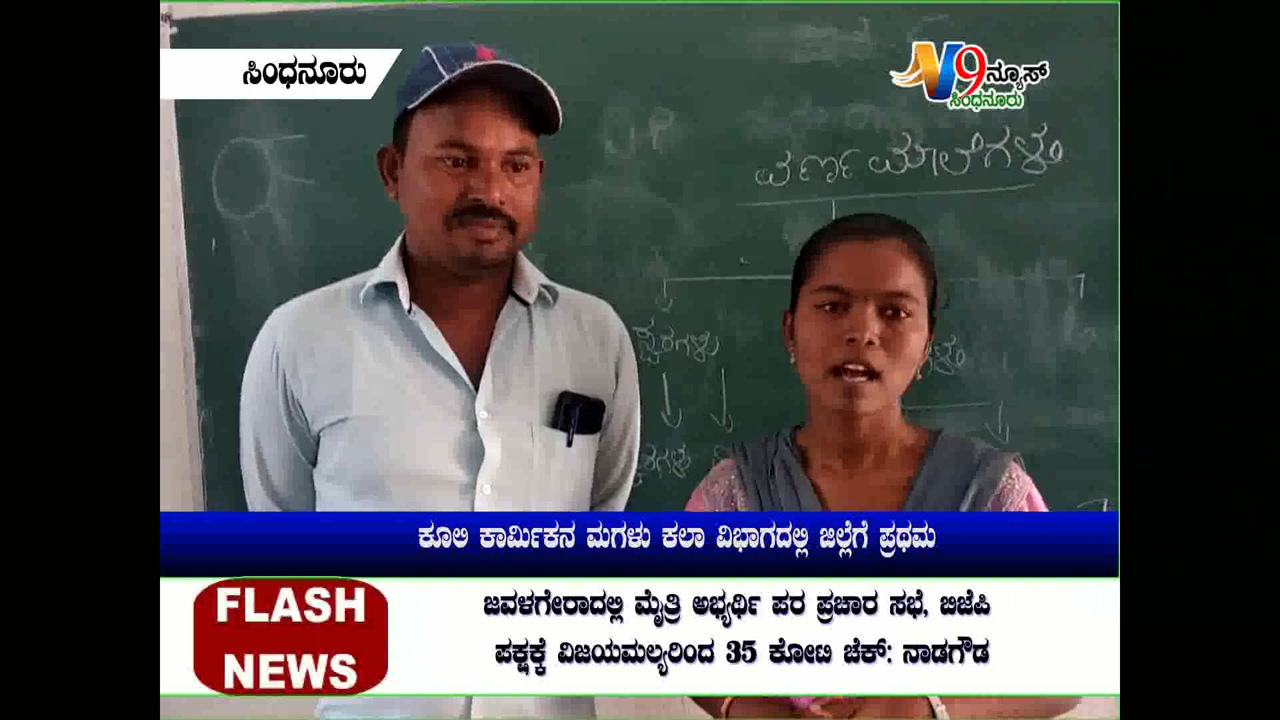 ಸಿಂಧನೂರು
V9ನ್ಯೂಸ್
ಸಿಂಧನೂರು
ವರ್ಣಮಾಲೆಗಳು
ಸ್ವರಗಳು
ಕೂಲಿ ಕಾರ್ಮಿಕನ ಮಗಳು ಕಲಾ ವಿಭಾಗದಲ್ಲಿ ಜಿಲ್ಲೆಗೆ ಪ್ರಥಮ
FLASH
NEWS
ಜವಳಗೇರಾದಲ್ಲಿ ಮೈತ್ರಿ ಅಭ್ಯರ್ಥಿ ಪರ ಪ್ರಚಾರ ಸಭೆ, ಬಿಜೆಪಿ
ಪಕ್ಷಕ್ಕೆ ವಿಜಯಮಲ್ಯರಿಂದ 35 ಕೋಟಿ ಚೆಕ್: ನಾಡಗೌಡ